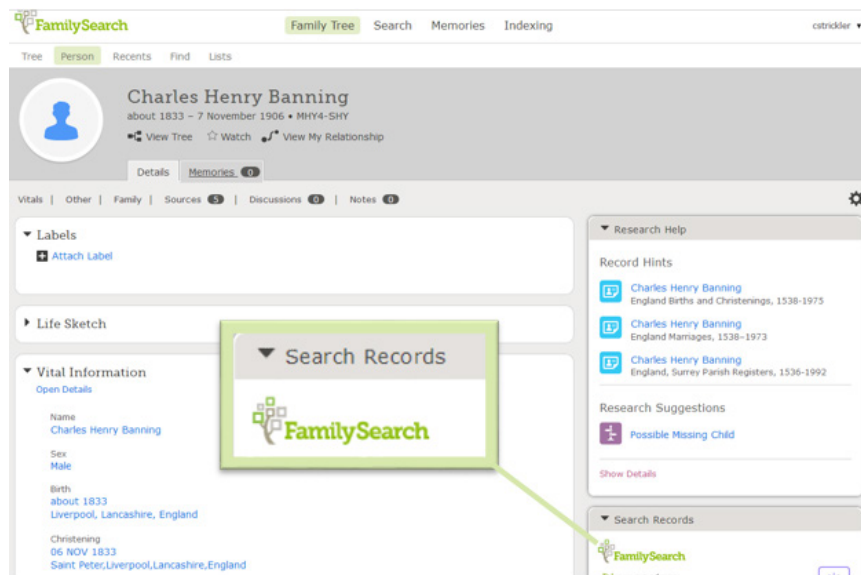 FamilySearch
Family Tree Search Memories Indexing
cstrickler
Tree Person Recents Find Lists
Charles Henry Banning
about 1833 – 7 November 1906 • MHY4-SHY
View Tree Watch View My Relationship
Details Memories 0
Vitals | Other | Family | Sources 5 | Discussions 0 | Notes 0
Labels
Attach Label
Life Sketch
Vital Information
Open Details
Name
Charles Henry Banning
Sex
Male
Birth
about 1833
Liverpool, Lancashire, England
Christening
06 NOV 1833
Saint Peter,Liverpool,Lancashire,England
Search Records
FamilySearch
Research Help
Record Hints
Charles Henry Banning
England Births and Christenings, 1538-1975
Charles Henry Banning
England Marriages, 1538–1973
Charles Henry Banning
England, Surrey Parish Registers, 1536-1992
Research Suggestions
Possible Missing Child
Show Details
Search Records
FamilySearch